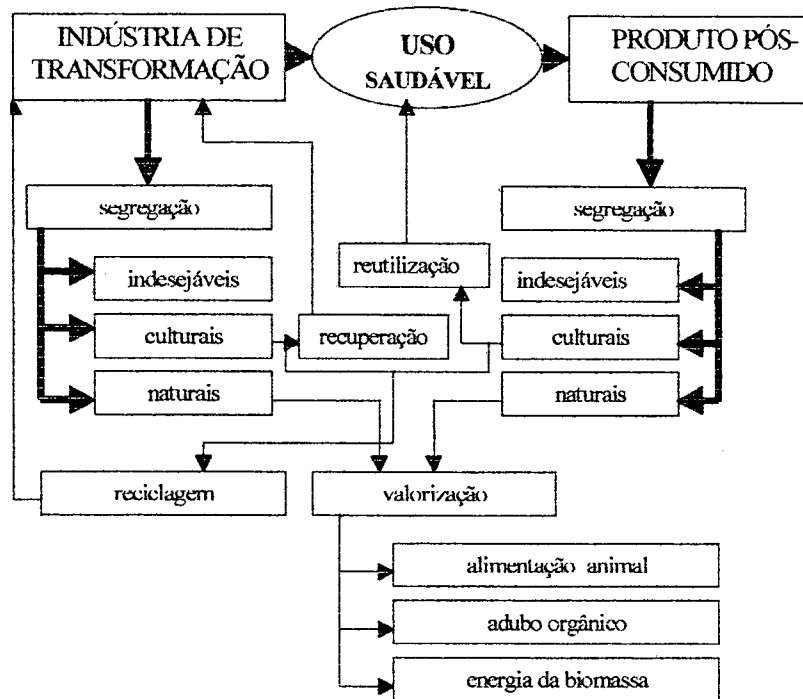 INDÚSTRIA DE
TRANSFORMAÇÃO
USO
SAUDÁVEL
PRODUTO PÓS-
CONSUMIDO
segregação
segregação
indesejáveis
reutilização
indesejáveis
culturais
recuperação
culturais
naturais
naturais
reciclagem
valorização
alimentação animal
adubo orgânico
energia da biomassa